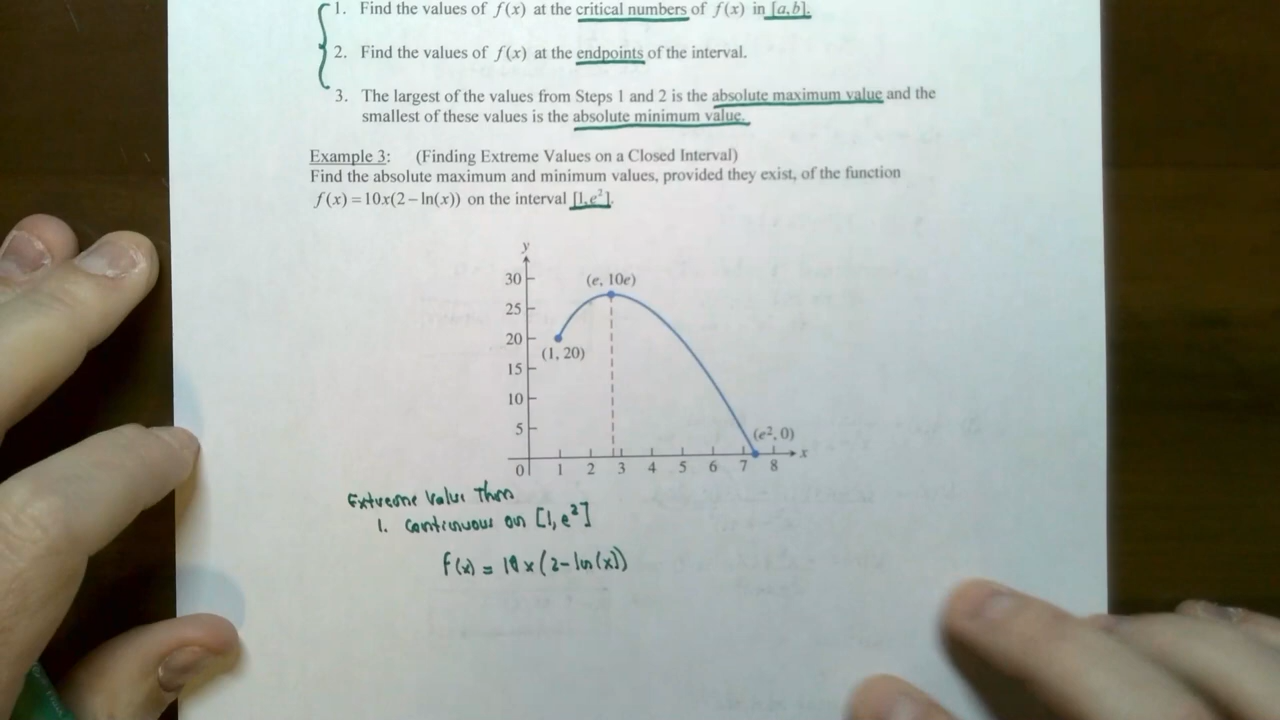 1. Find the values of f(x) at the critical numbers of f(x) in [a,b].
2. Find the values of f(x) at the endpoints of the interval.
3. The largest of the values from Steps 1 and 2 is the absolute maximum value and the
smallest of these values is the absolute minimum value.
Example 3: (Finding Extreme Values on a Closed Interval)
Find the absolute maximum and minimum values, provided they exist, of the function
f(x)=10x(2−ln(x)) on the interval [1,e²].
y
30
(e, 10e)
25
20
(1, 20)
15
10
5
(e², 0)
0 1 2 3 4 5 6 7 8 x
Extreme Value Thm
1. Continuous on [1, e²]
f(x) = 10x(2-ln(x))